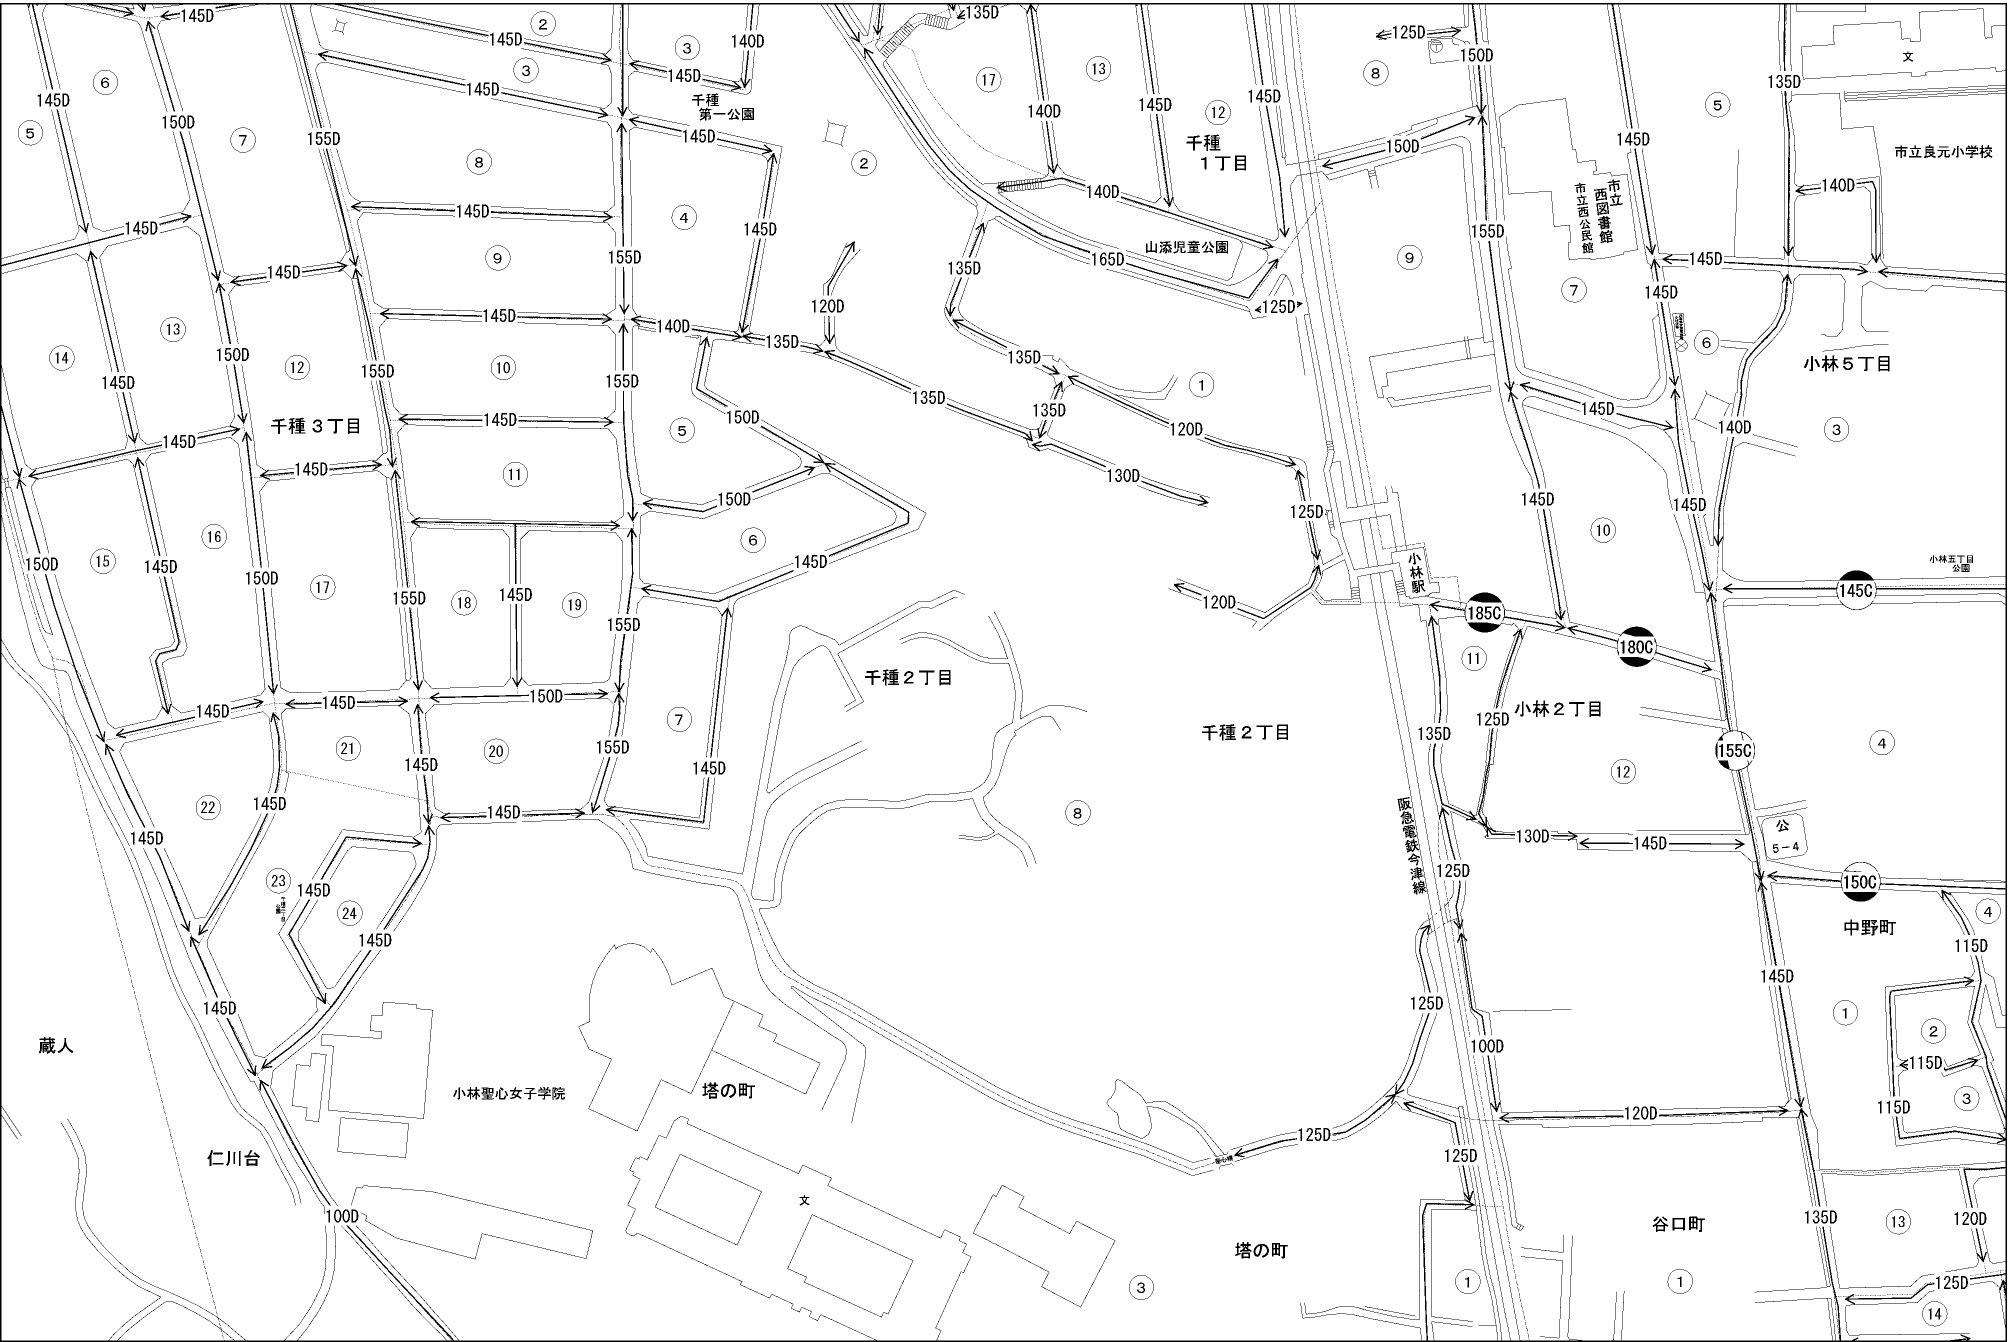 145D
②
③
140D
135D
125D
150D
文
145D
③
145D
⑥
145D
⑰
⑬
⑧
135D
145D
145D
千種
第一公園
140D
145D
⑫
145D
⑤
⑤
150D
⑦
155D
145D
②
千種
1丁目
150D
145D
市立良元小学校
⑧
140D
140D
市立
西図書館
市立西公民館
145D
④
145D
155D
145D
⑨
155D
山添児童公園
165D
⑨
145D
145D
135D
⑦
145D
⑬
145D
120D
125D
⑥
⑭
150D
140D
135D
135D
小林5丁目
145D
⑫
155D
⑩
155D
135D
①
145D
千種3丁目
145D
150D
135D
120D
145D
140D
③
145D
145D
⑤
⑪
150D
130D
125D
145D
145D
⑯
⑥
⑩
⑮
150D
145D
150D
145D
小林駅
小林五丁目
公園
⑰
155D
⑱
145D
⑲
155D
120D
185C
145C
180C
⑪
千種2丁目
145D
145D
150D
⑦
125D
小林2丁目
㉑
⑳
155D
千種2丁目
135D
155C
④
145D
145D
⑫
㉒
145D
145D
⑧
阪急電鉄今津線
公
5-4
145D
130D
145D
㉓
145D
125D
150C
㉔
④
中野町
145D
115D
145D
145D
125D
①
②
蔵人
100D
115D
小林聖心女子学院
塔の町
③
115D
120D
125D
仁川台
125D
文
100D
135D
⑬
120D
谷口町
塔の町
③
①
①
125D
⑭